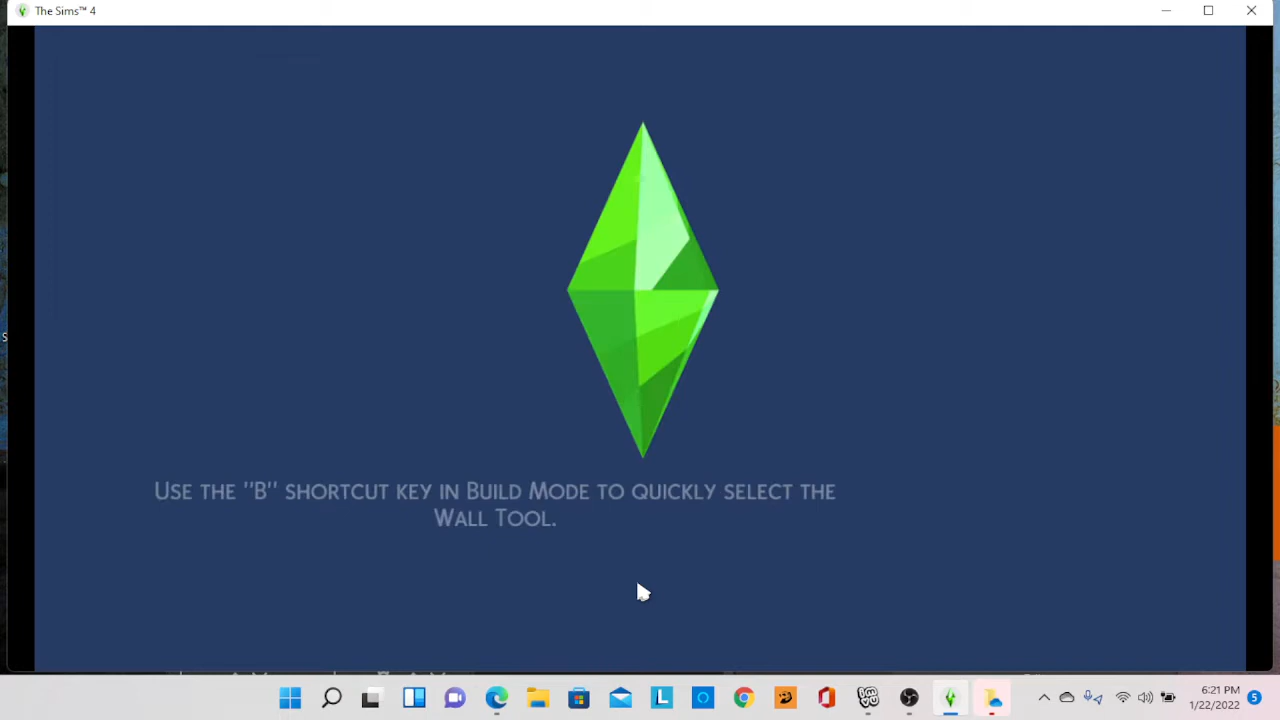 The Sims™ 4
Use the "B" shortcut key in Build Mode to quickly select the
Wall Tool.
6:21 PM
1/22/2022
5